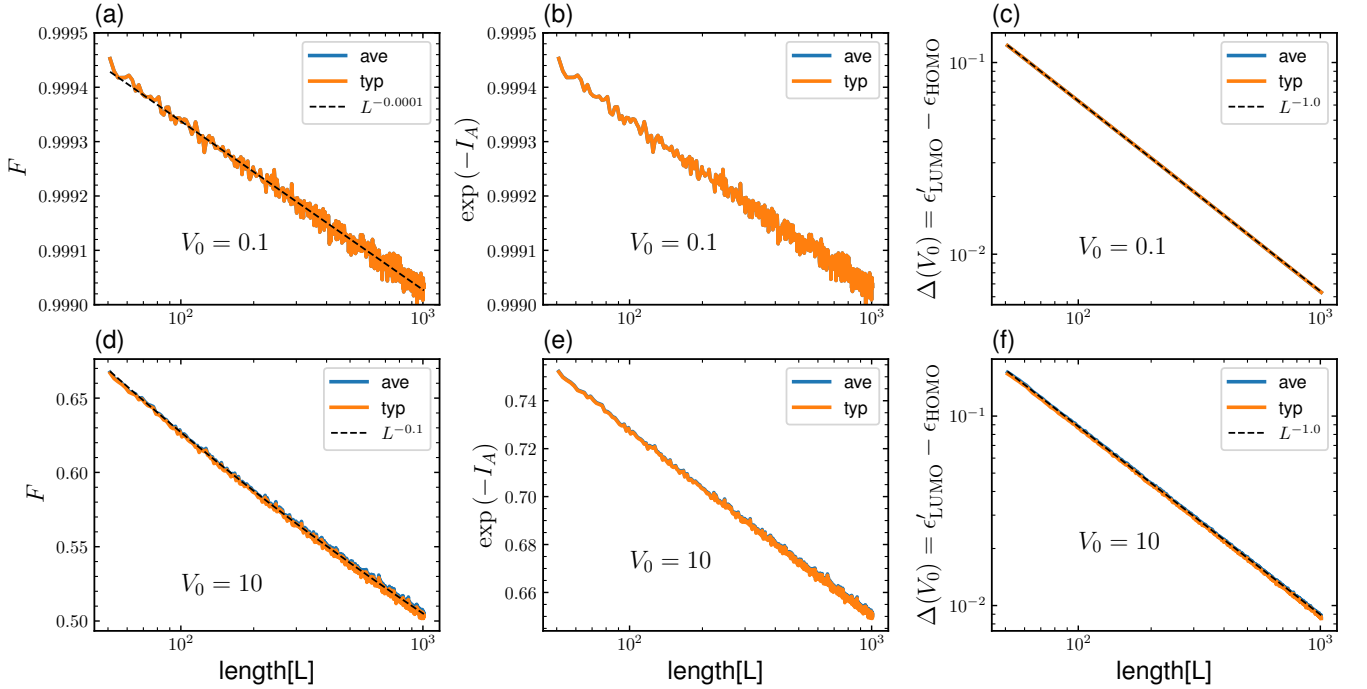 (a)
0.9995
0.9994
0.9993
0.9992
0.9991
0.9990
F
ave
typ
L^{-0.0001}
V_0 = 0.1
10^2
10^3
(b)
0.9995
0.9994
0.9993
0.9992
0.9991
0.9990
exp (−I_A)
ave
typ
V_0 = 0.1
10^2
10^3
(c)
10^{-1}
10^{-2}
Δ(V_0) = ϵ′_{LUMO} − ϵ_{HOMO}
ave
typ
L^{-1.0}
V_0 = 0.1
10^2
10^3
(d)
0.65
0.60
0.55
0.50
F
ave
typ
L^{-0.1}
V_0 = 10
10^2
10^3
length[L]
(e)
0.74
0.72
0.70
0.68
0.66
exp (−I_A)
ave
typ
V_0 = 10
10^2
10^3
length[L]
(f)
10^{-1}
10^{-2}
Δ(V_0) = ϵ′_{LUMO} − ϵ_{HOMO}
ave
typ
L^{-1.0}
V_0 = 10
10^2
10^3
length[L]